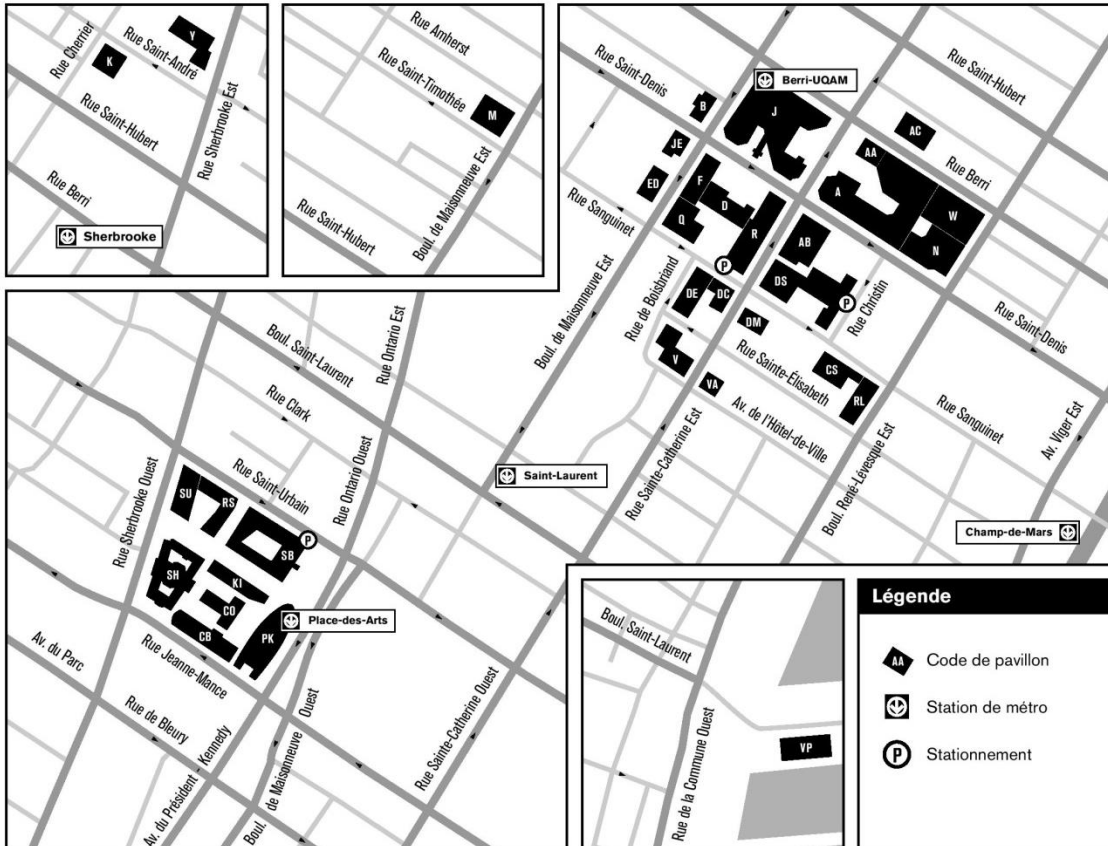 Rue Cherrier
Y
K
Rue Saint-André
Rue Saint-Hubert
Rue Sherbrooke Est
Rue Berri
Sherbrooke
Rue Amherst
Rue Saint-Timothée
M
Rue Saint-Hubert
Boul. de Maisonneuve Est
Rue Saint-Denis
Berri-UQAM
Rue Saint-Hubert
B
J
AC
JE
AA
Rue Berri
ED
F
D
A
W
Q
R
N
Rue Sanguinet
AB
P
DS
P
Rue Christin
Rue Saint-Denis
DE
DC
Rue de Boisbriand
DM
V
Rue Sainte-Élisabeth
CS
RL
Rue Sanguinet
VA
Av. de l'Hôtel-de-Ville
Boul. de Maisonneuve Est
Av. Viger Est
Rue Sainte-Catherine Est
Boul. René-Lévesque Est
Saint-Laurent
Champ-de-Mars
Boul. Saint-Laurent
Rue Ontario Est
Rue Clark
Rue Saint-Urbain
Rue Ontario Ouest
Rue Sherbrooke Ouest
SU
RS
P
SB
SH
KI
CO
CB
PK
Place-des-Arts
Av. du Parc
Rue Jeanne-Mance
Rue de Bleury
Av. du Président - Kennedy
Boul. de Maisonneuve Ouest
Rue Sainte-Catherine Ouest
Boul. Saint-Laurent
VP
Rue de la Commune Ouest
Légende
AA Code de pavillon
Station de métro
P Stationnement